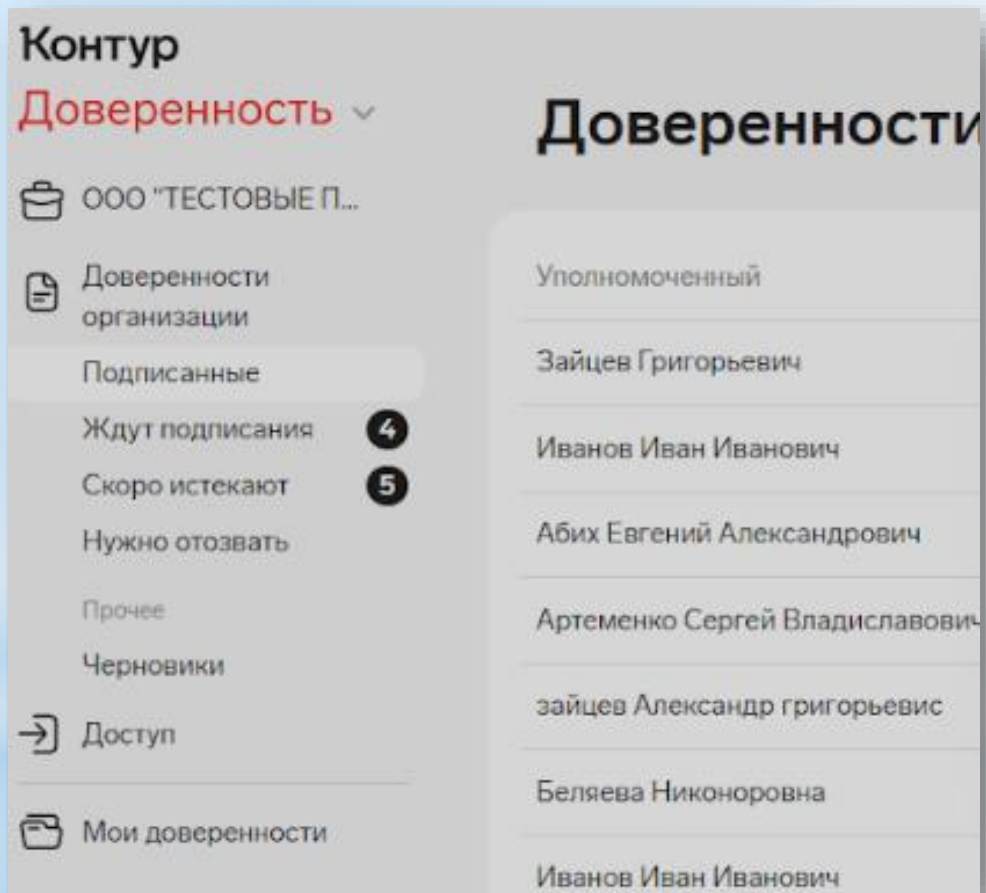 Контур
Доверенность
ООО "ТЕСТОВЫЕ П...
Доверенности
организации
Подписанные
Ждут подписания 4
Скоро истекают 5
Нужно отозвать
Прочее
Черновики
Доступ
Мои доверенности
Доверенности
Уполномоченный
Зайцев Григорьевич
Иванов Иван Иванович
Абих Евгений Александрович
Артеменко Сергей Владиславович
зайцев Александр григорьевис
Беляева Никоноровна
Иванов Иван Иванович